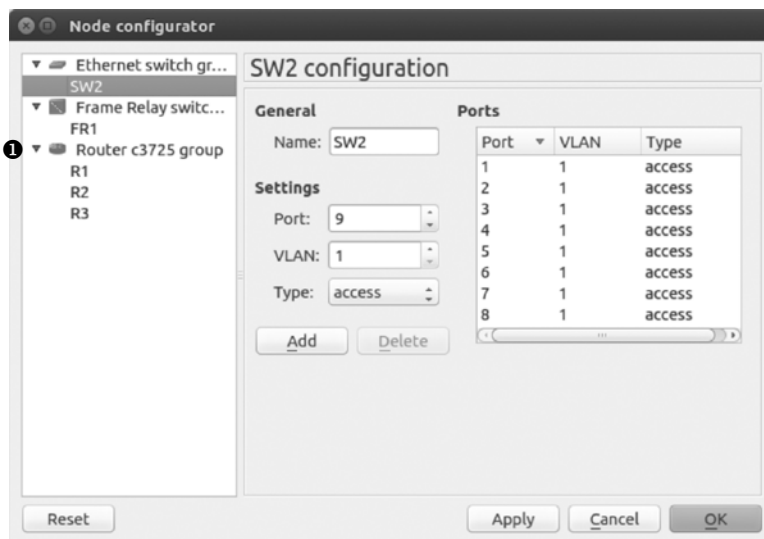 Node configurator
Ethernet switch gr...
SW2
Frame Relay switc...
FR1
❶ Router c3725 group
R1
R2
R3
SW2 configuration
General
Name: SW2
Settings
Port: 9
VLAN: 1
Type: access
Add Delete
Ports
Port VLAN Type
1 1 access
2 1 access
3 1 access
4 1 access
5 1 access
6 1 access
7 1 access
8 1 access
Reset Apply Cancel OK